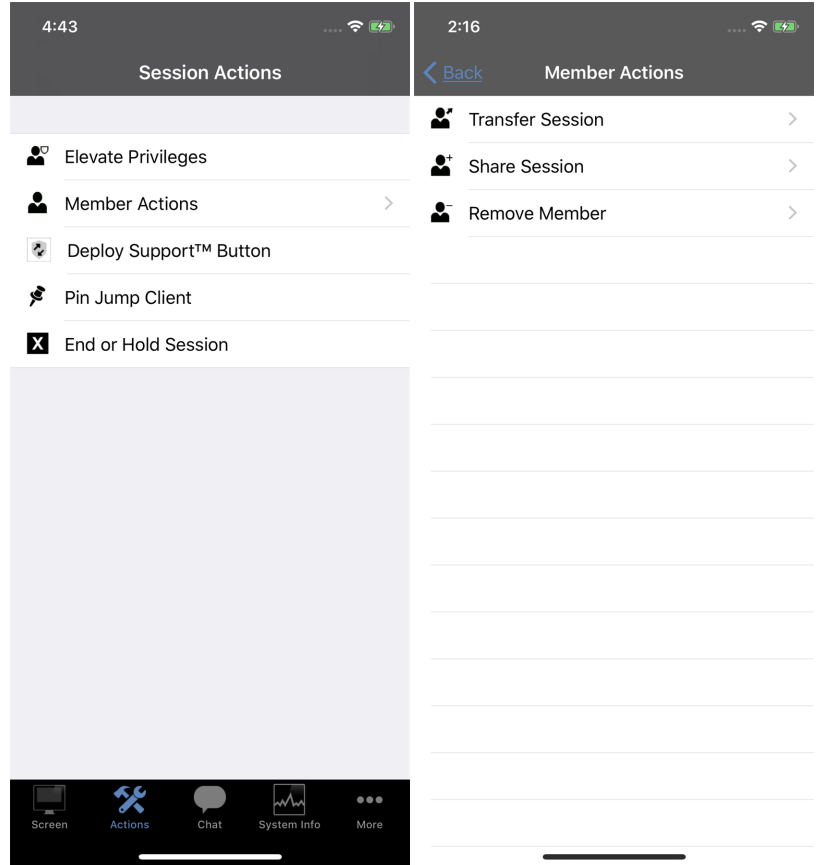 4:43
Session Actions
Elevate Privileges
Member Actions
Deploy Support™ Button
Pin Jump Client
X End or Hold Session
Screen Actions Chat System Info More
2:16
Back Member Actions
Transfer Session
Share Session
Remove Member